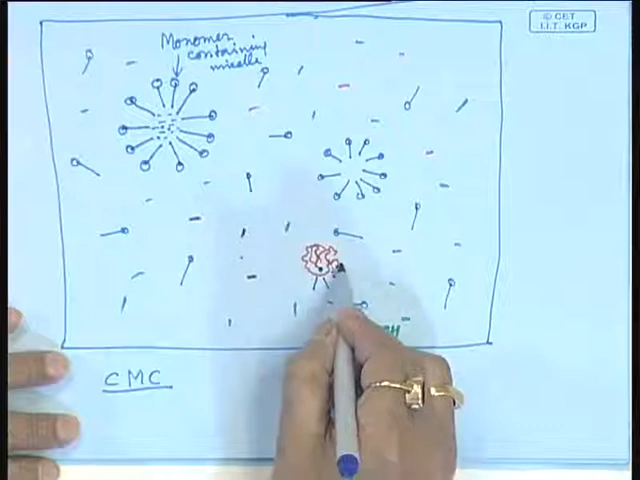 © CET
I.I.T. KGP
Monomer
containing
micelle
CMC